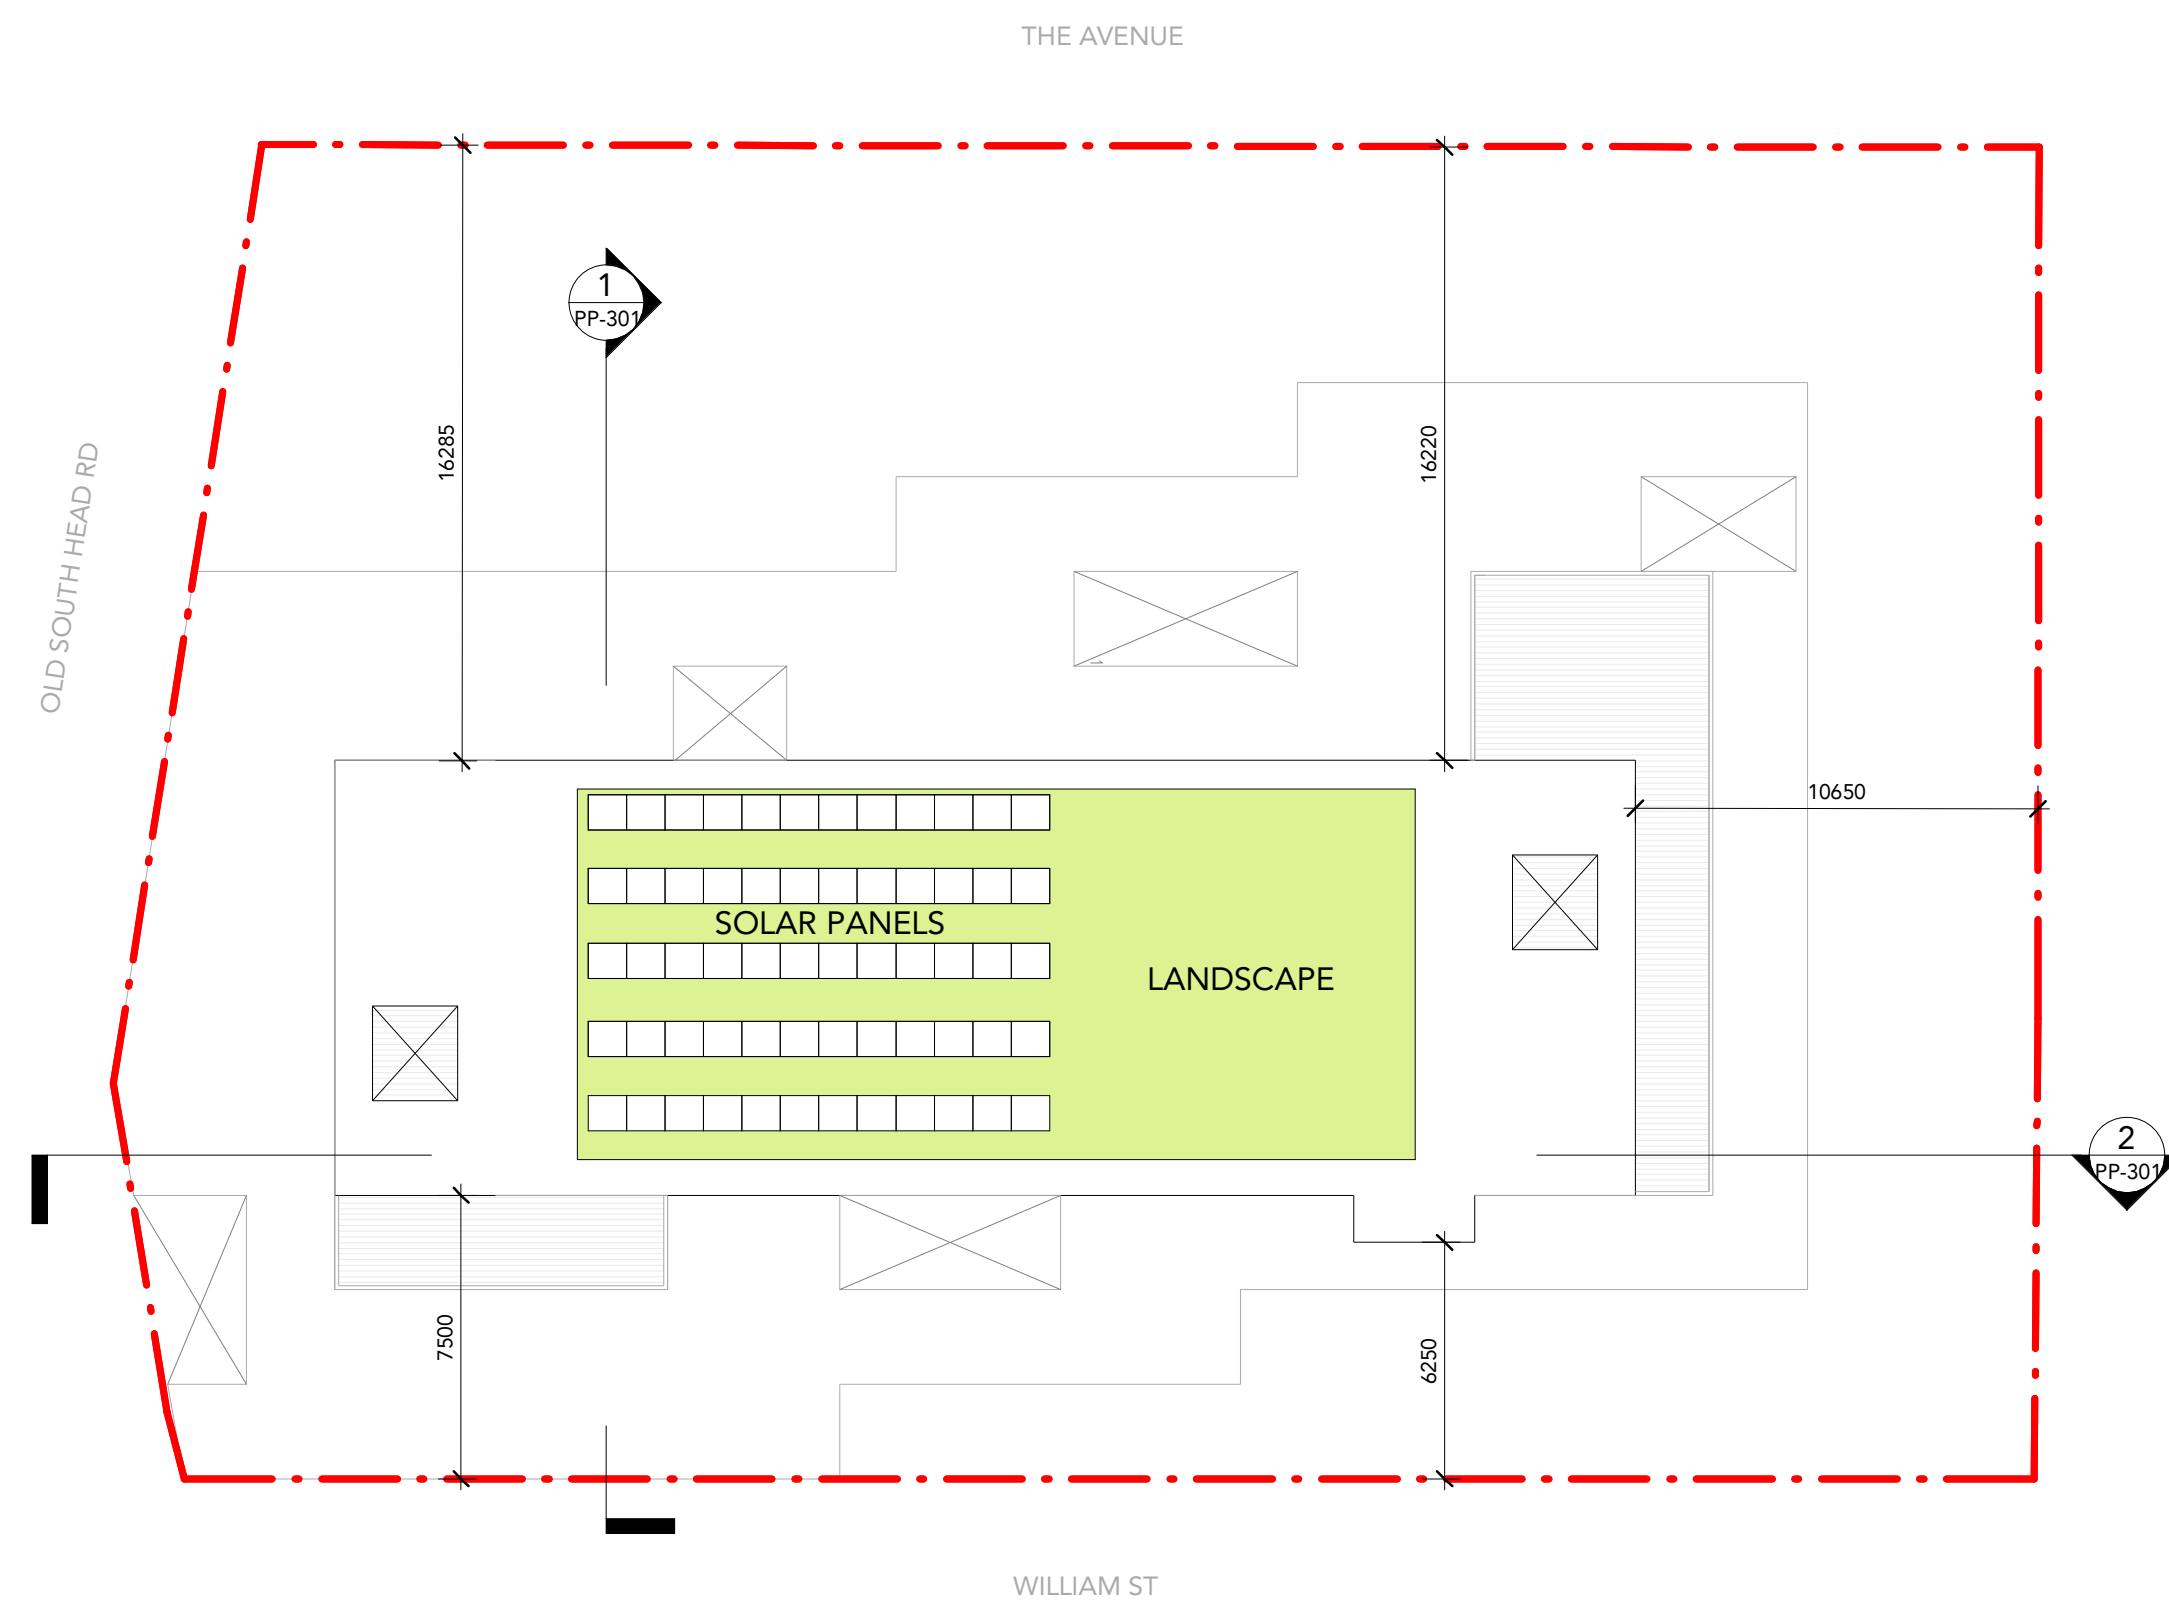 THE AVENUE
1
PP-301
16285
16220
OLD SOUTH HEAD RD
10650
SOLAR PANELS
LANDSCAPE
2
PP-301
7500
6250
WILLIAM ST